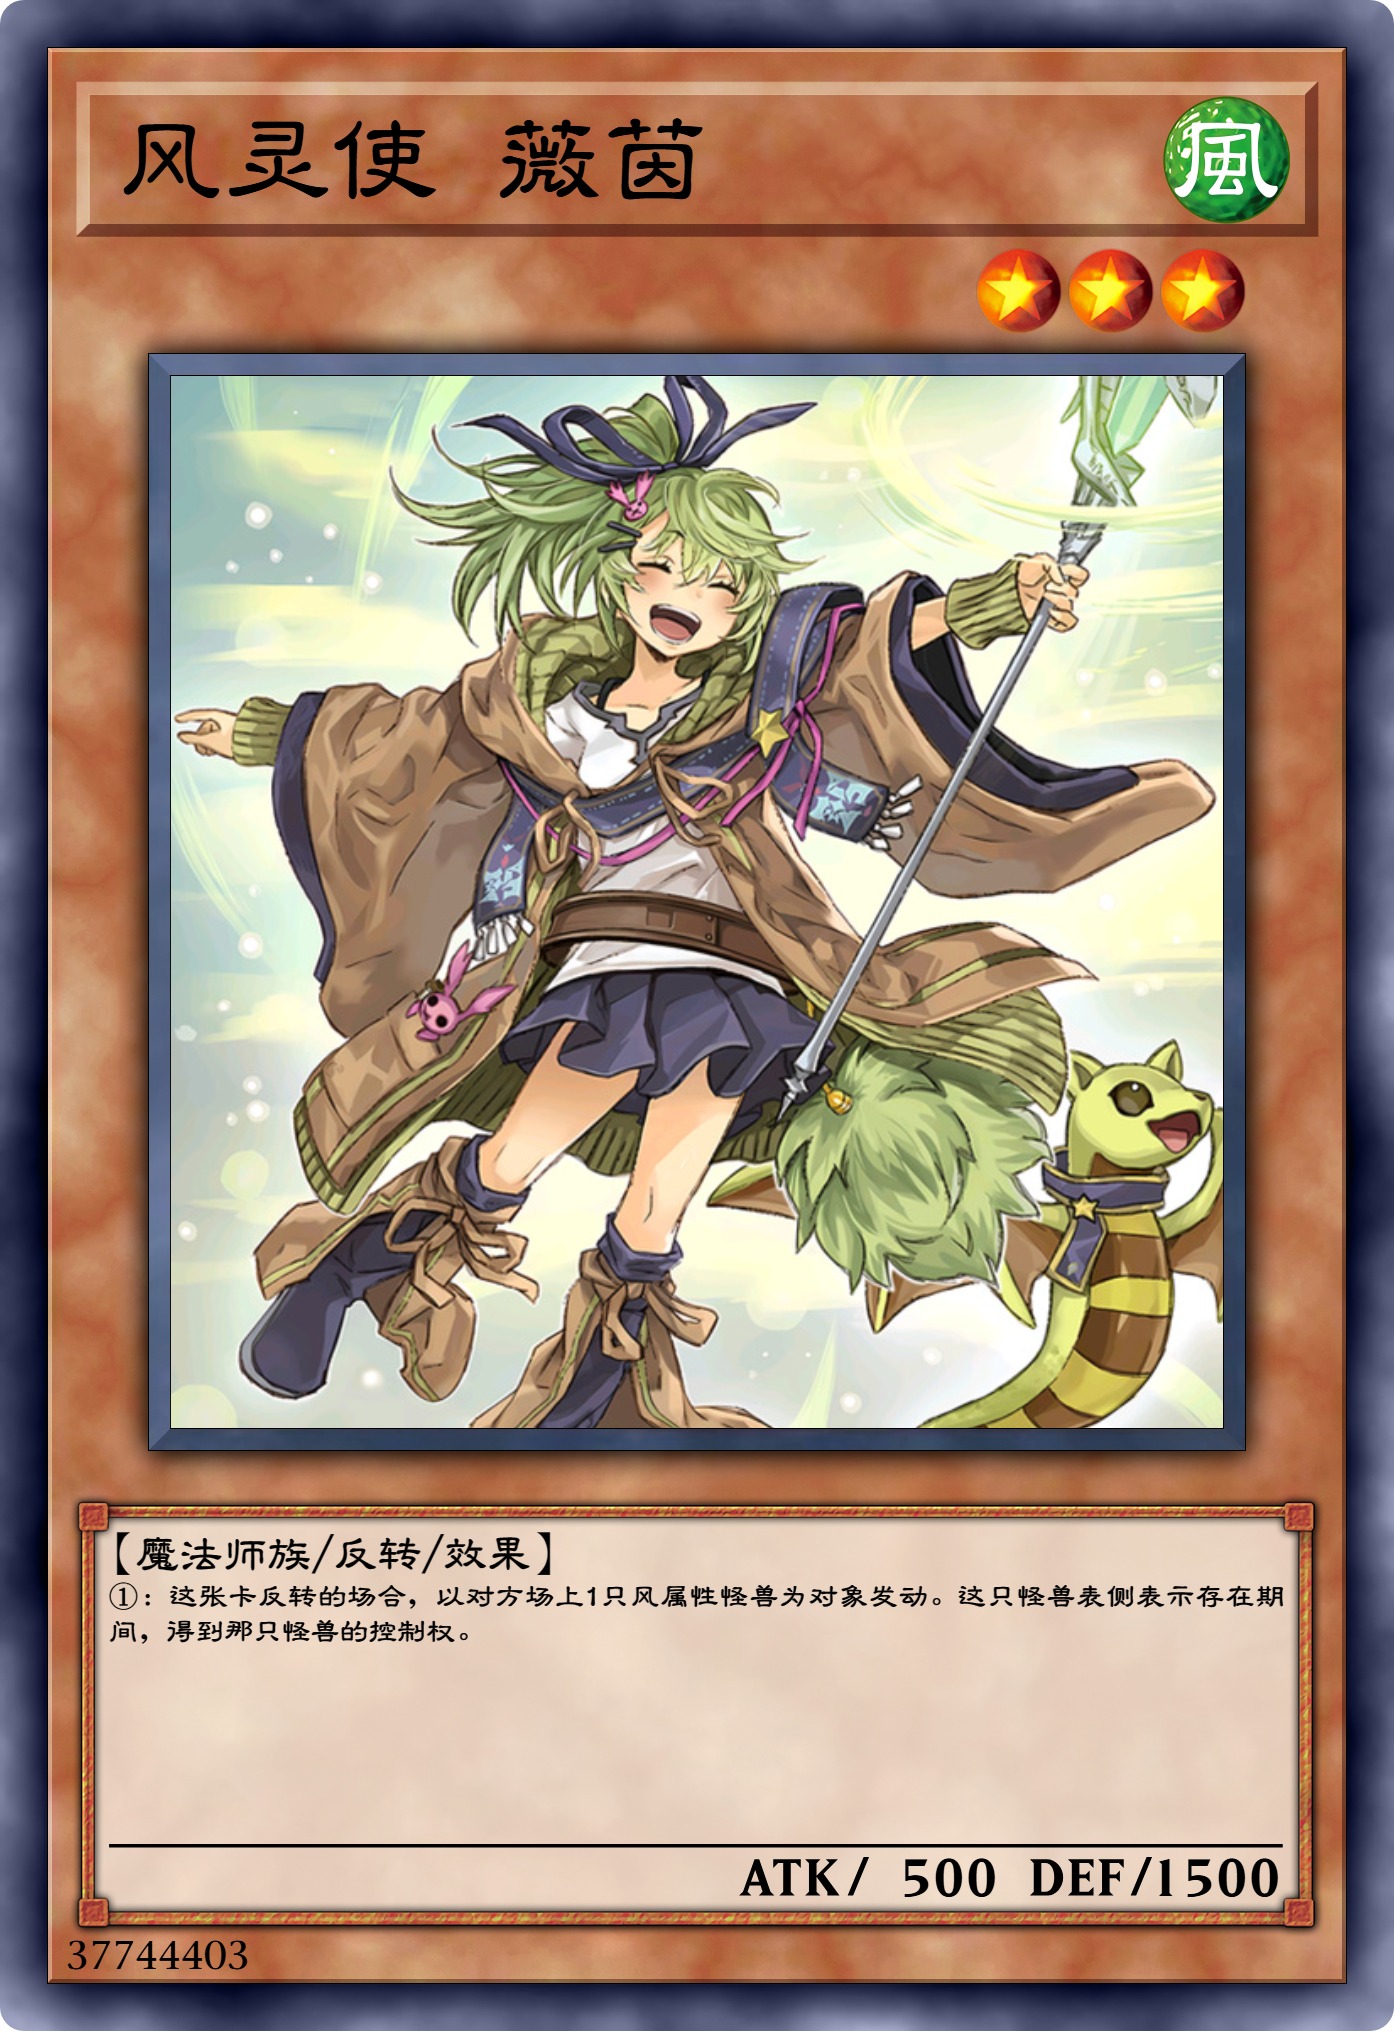 风灵使 薇茵
風
【魔法师族/反转/效果】
①：这张卡反转的场合，以对方场上1只风属性怪兽为对象发动。这只怪兽表侧表示存在期
间，得到那只怪兽的控制权。
ATK/ 500 DEF/1500
37744403